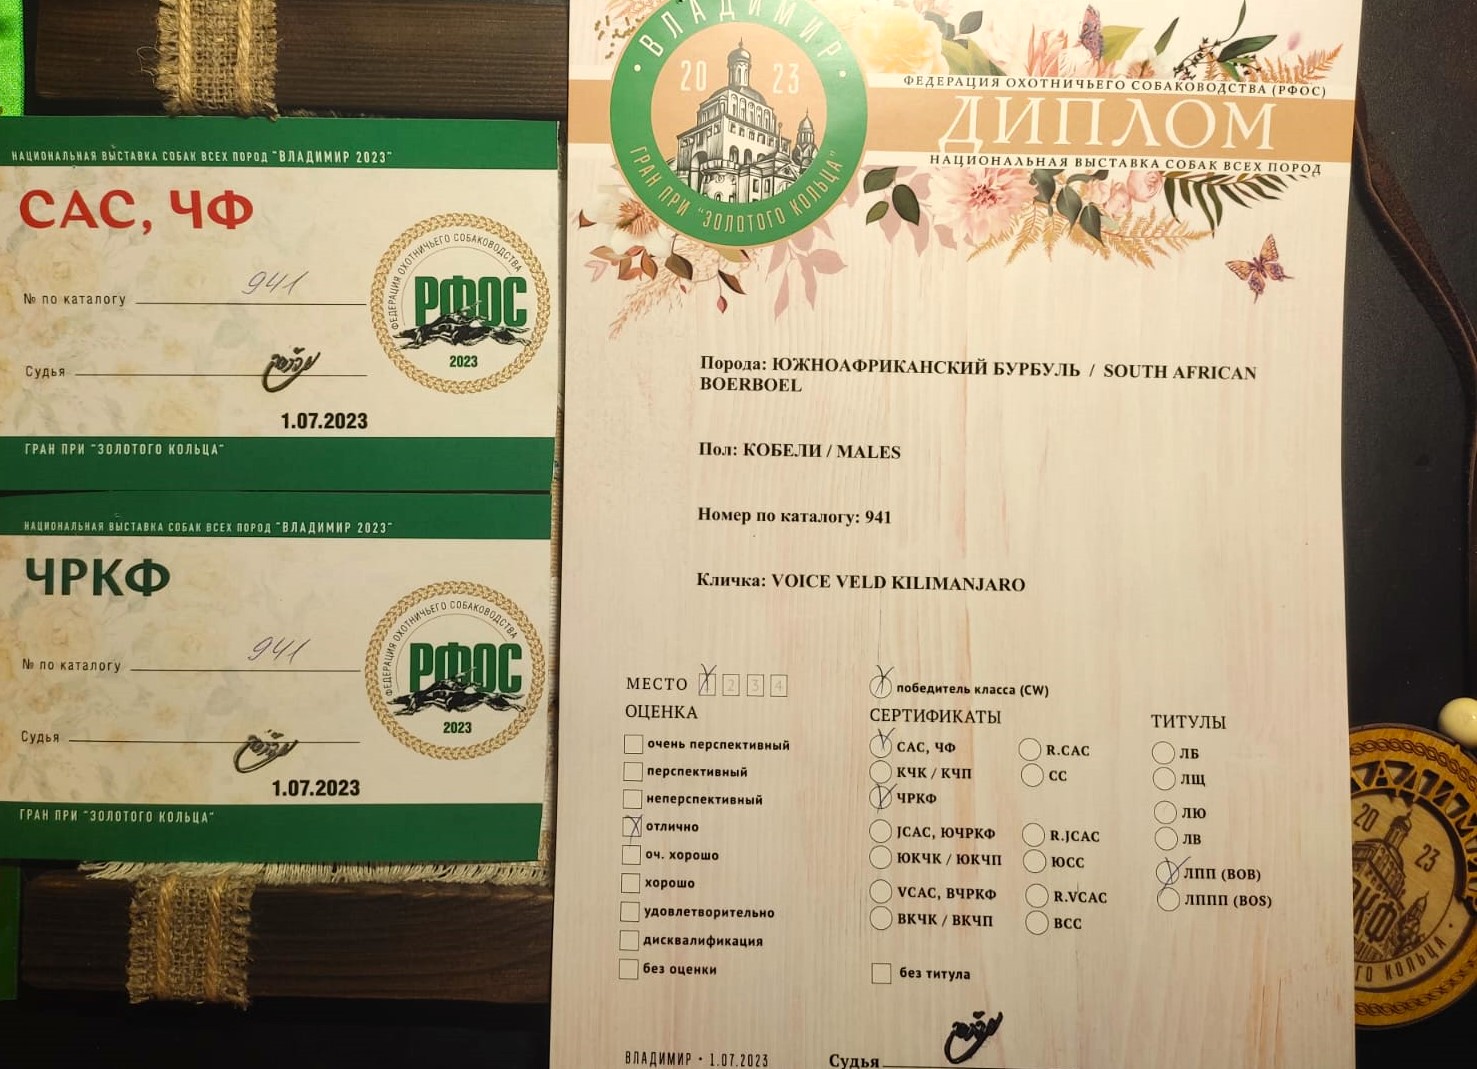 НАЦИОНАЛЬНАЯ ВЫСТАВКА СОБАК ВСЕХ ПОРОД "ВЛАДИМИР 2023"
САС, ЧФ
№ по каталогу 941
Судья
1.07.2023
ФЕДЕРАЦИЯ ОХОТНИЧЬЕГО СОБАКОВОДСТВА
РФОС
2023
ГРАН ПРИ "ЗОЛОТОГО КОЛЬЦА"
НАЦИОНАЛЬНАЯ ВЫСТАВКА СОБАК ВСЕХ ПОРОД "ВЛАДИМИР 2023"
ЧРКФ
№ по каталогу 941
Судья
1.07.2023
ФЕДЕРАЦИЯ ОХОТНИЧЬЕГО СОБАКОВОДСТВА
РФОС
2023
ГРАН ПРИ "ЗОЛОТОГО КОЛЬЦА"
ВЛАДИМИР
20 23
ГРАН ПРИ "ЗОЛОТОГО КОЛЬЦА"
ФЕДЕРАЦИЯ ОХОТНИЧЬЕГО СОБАКОВОДСТВА (РФОС)
ДИПЛОМ
НАЦИОНАЛЬНАЯ ВЫСТАВКА СОБАК ВСЕХ ПОРОД
Порода: ЮЖНОАФРИКАНСКИЙ БУРБУЛЬ / SOUTH AFRICAN
BOERBOEL
Пол: КОБЕЛИ / MALES
Номер по каталогу: 941
Кличка: VOICE VELD KILIMANJARO
МЕСТО 1 2 3 4
ОЦЕНКА
очень перспективный
перспективный
неперспективный
отлично
оч. хорошо
хорошо
удовлетворительно
дисквалификация
без оценки
победитель класса (CW)
СЕРТИФИКАТЫ
САС, ЧФ R.CAC
КЧК / КЧП СС
ЧРКФ
JCAC, ЮЧРКФ R.JCAC
ЮКЧК / ЮКЧП ЮСС
VCAC, ВЧРКФ R.VCAC
ВКЧК / ВКЧП ВСС
без титула
ТИТУЛЫ
ЛБ
ЛЩ
ЛЮ
ЛВ
ЛПП (BOB)
ЛППП (BOS)
ВЛАДИМИР • 1.07.2023
Судья
20 23